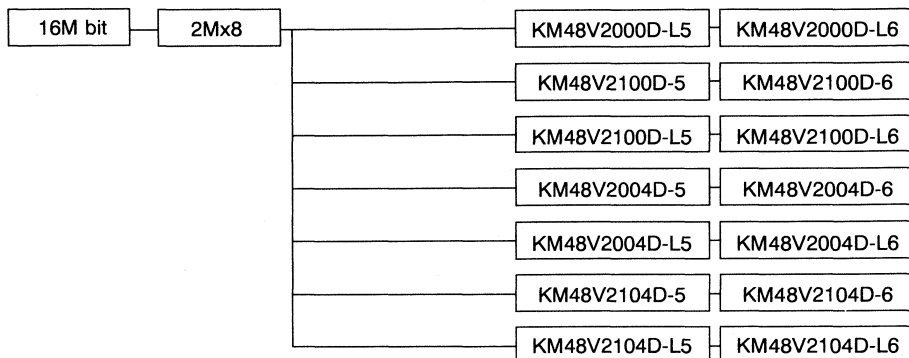 16M bit 2Mx8 KM48V2000D-L5 KM48V2000D-L6
KM48V2100D-5 KM48V2100D-6
KM48V2100D-L5 KM48V2100D-L6
KM48V2004D-5 KM48V2004D-6
KM48V2004D-L5 KM48V2004D-L6
KM48V2104D-5 KM48V2104D-6
KM48V2104D-L5 KM48V2104D-L6